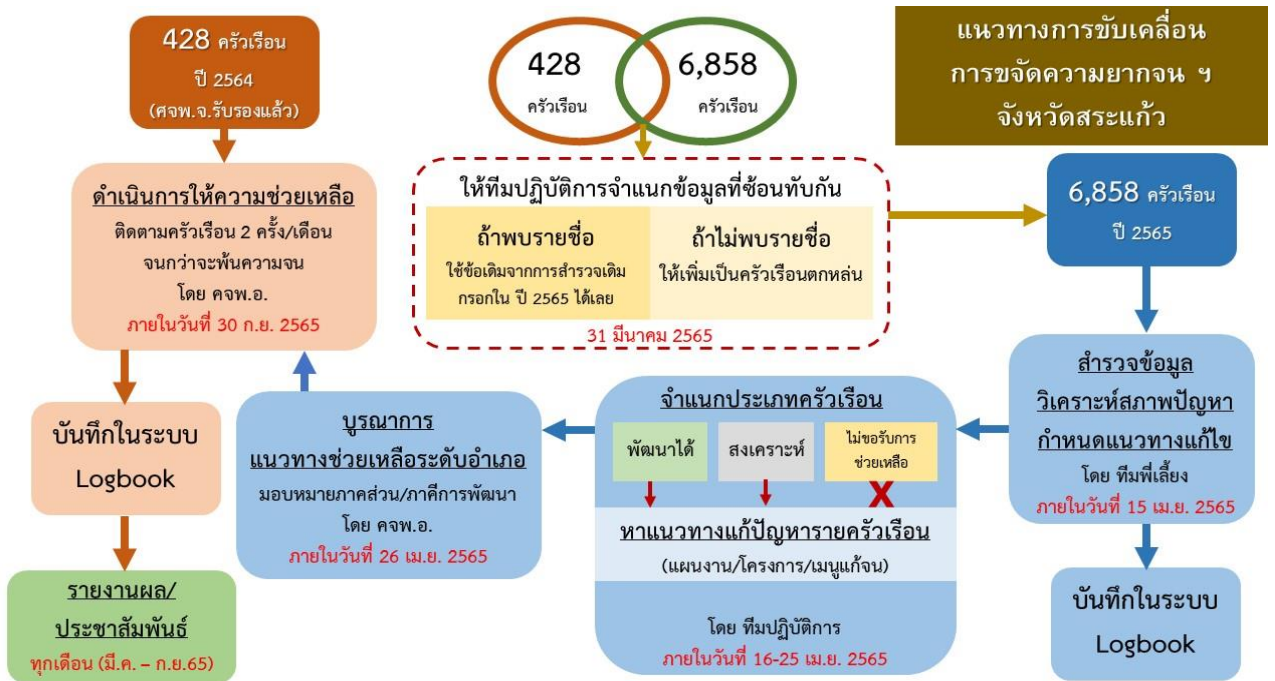 428 ครัวเรือน
ปี 2564
(ศจพ.จ.รับรองแล้ว)
428
ครัวเรือน
6,858
ครัวเรือน
แนวทางการขับเคลื่อน
การขจัดความยากจน ฯ
จังหวัดสระแก้ว
ดำเนินการให้ความช่วยเหลือ
ติดตามครัวเรือน 2 ครั้ง/เดือน
จนกว่าจะพ้นความจน
โดย คจพ.อ.
ภายในวันที่ 30 ก.ย. 2565
ให้ทีมปฏิบัติการจำแนกข้อมูลที่ซ้อนทับกัน
ถ้าพบรายชื่อ
ใช้ข้อเดิมจากการสำรวจเดิม
กรอกใน ปี 2565 ได้เลย
ถ้าไม่พบรายชื่อ
ให้เพิ่มเป็นครัวเรือนตกหล่น
31 มีนาคม 2565
6,858 ครัวเรือน
ปี 2565
สำรวจข้อมูล
วิเคราะห์สภาพปัญหา
กำหนดแนวทางแก้ไข
โดย ทีมพี่เลี้ยง
ภายในวันที่ 15 เม.ย. 2565
บันทึกในระบบ
Logbook
จำแนกประเภทครัวเรือน
พัฒนาได้
สงเคราะห์
ไม่ขอรับการ
ช่วยเหลือ
X
หาแนวทางแก้ปัญหารายครัวเรือน
(แผนงาน/โครงการ/เมนูแก้จน)
โดย ทีมปฏิบัติการ
ภายในวันที่ 16-25 เม.ย. 2565
บูรณาการ
แนวทางช่วยเหลือระดับอำเภอ
มอบหมายภาคส่วน/ภาคีการพัฒนา
โดย คจพ.อ.
ภายในวันที่ 26 เม.ย. 2565
บันทึกในระบบ
Logbook
รายงานผล/
ประชาสัมพันธ์
ทุกเดือน (มี.ค. – ก.ย.65)